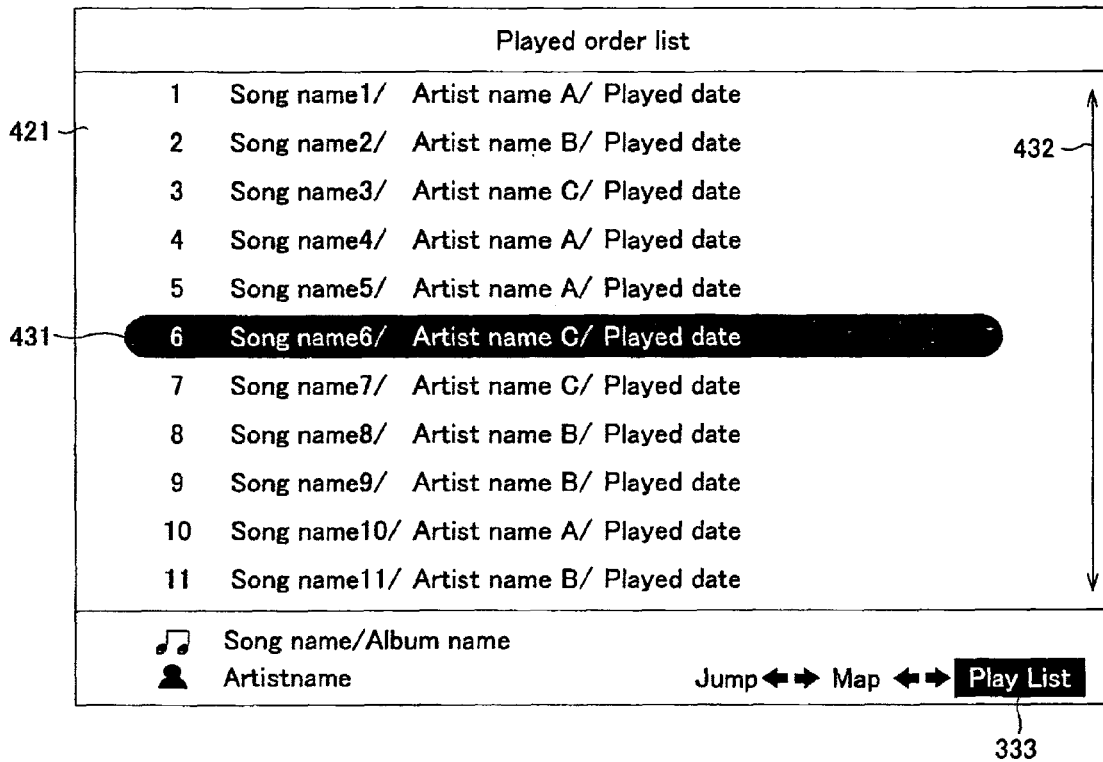 Played order list
1 Song name1/ Artist name A/ Played date
421
2 Song name2/ Artist name B/ Played date
432
3 Song name3/ Artist name C/ Played date
4 Song name4/ Artist name A/ Played date
5 Song name5/ Artist name A/ Played date
431
6 Song name6/ Artist name C/ Played date
7 Song name7/ Artist name C/ Played date
8 Song name8/ Artist name B/ Played date
9 Song name9/ Artist name B/ Played date
10 Song name10/ Artist name A/ Played date
11 Song name11/ Artist name B/ Played date
Song name/Album name
Artistname
Jump Map Play List
333